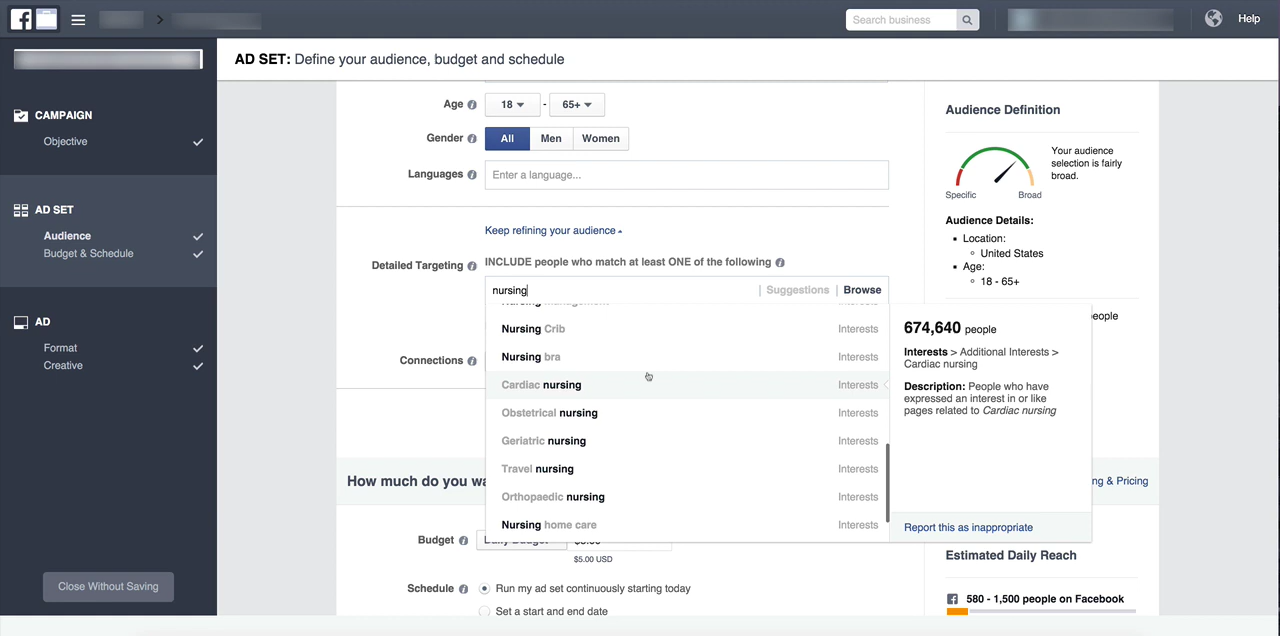 Search business
Help
AD SET: Define your audience, budget and schedule
CAMPAIGN
Objective
AD SET
Audience
Budget & Schedule
AD
Format
Creative
Close Without Saving
Age
18
-
65+
Gender
All
Men
Women
Languages
Enter a language...
Keep refining your audience
Detailed Targeting
INCLUDE people who match at least ONE of the following
nursing
| Suggestions | Browse
Nursing management Interests
Nursing Crib Interests
Nursing bra Interests
Cardiac nursing Interests
Obstetrical nursing Interests
Geriatric nursing Interests
Travel nursing Interests
Orthopaedic nursing Interests
Nursing home care Interests
Connections
674,640 people
Interests > Additional Interests >
Cardiac nursing
Description: People who have
expressed an interest in or like
pages related to Cardiac nursing
Report this as inappropriate
How much do you wa
ng & Pricing
Budget
Daily Budget
$5.00
$5.00 USD
Schedule
Run my ad set continuously starting today
Set a start and end date
Audience Definition
Your audience
selection is fairly
broad.
Specific
Broad
Audience Details:
Location:
United States
Age:
18 - 65+
eople
Estimated Daily Reach
580 - 1,500 people on Facebook